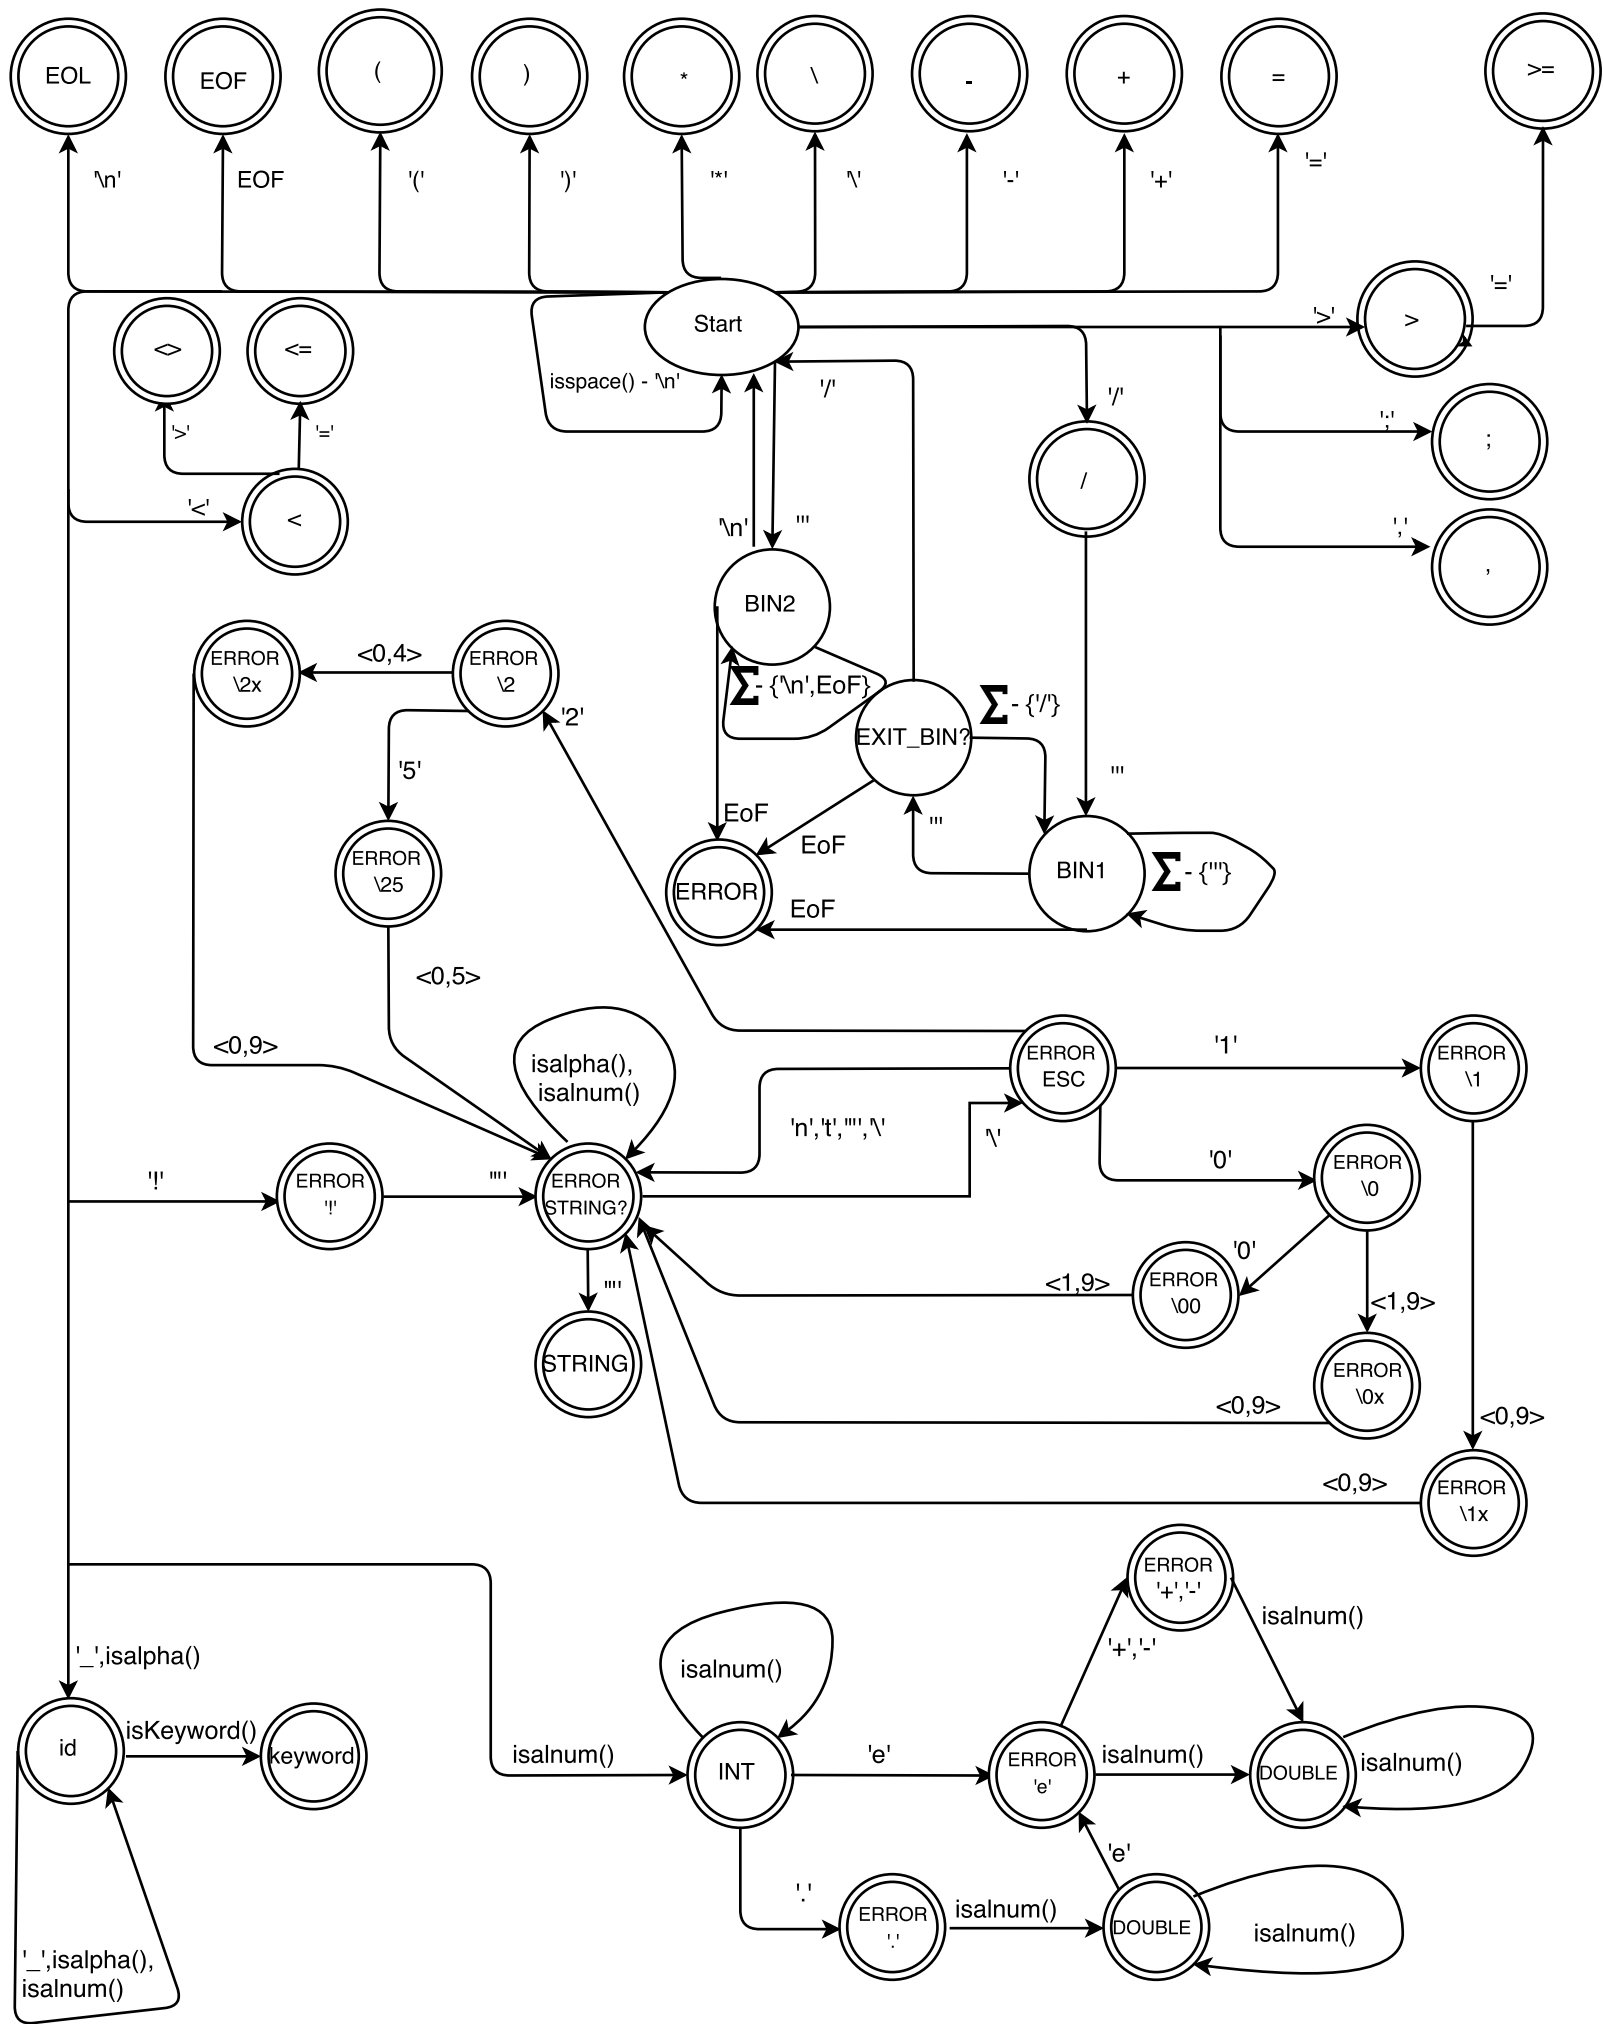 EOL
EOF
(
)
*
\
-
+
=
>=
'\n'
EOF
'('
')'
'*'
'\'
'-'
'+'
'='
'='
<>
<=
Start
'>'
>
isspace() - '\n'
'/'
'/'
'>'
'='
';'
;
'<'
<
/
'\n'
'''
','
,
BIN2
ERROR
\2x
<0,4>
ERROR
\2
'2'
Σ- {'\n',EoF}
Σ- {'/'}
EXIT_BIN?
'5'
'''
EoF
'''
EoF
ERROR
\25
ERROR
BIN1
Σ- {'''}
EoF
<0,5>
<0,9>
isalpha(),
isalnum()
ERROR
ESC
'1'
ERROR
\1
'n','t','"','\'
'\'
'0'
ERROR
\0
'!'
ERROR
'!'
'"'
ERROR
STRING?
'0'
'"'
<1,9>
ERROR
\00
<1,9>
STRING
ERROR
\0x
<0,9>
<0,9>
<0,9>
ERROR
\1x
ERROR
'+','-'
isalnum()
'+','-'
'_',isalpha()
isalnum()
id
isKeyword()
keyword
isalnum()
INT
'e'
ERROR
'e'
isalnum()
DOUBLE
isalnum()
'e'
'.'
ERROR
'.'
isalnum()
DOUBLE
isalnum()
'_',isalpha(),
isalnum()